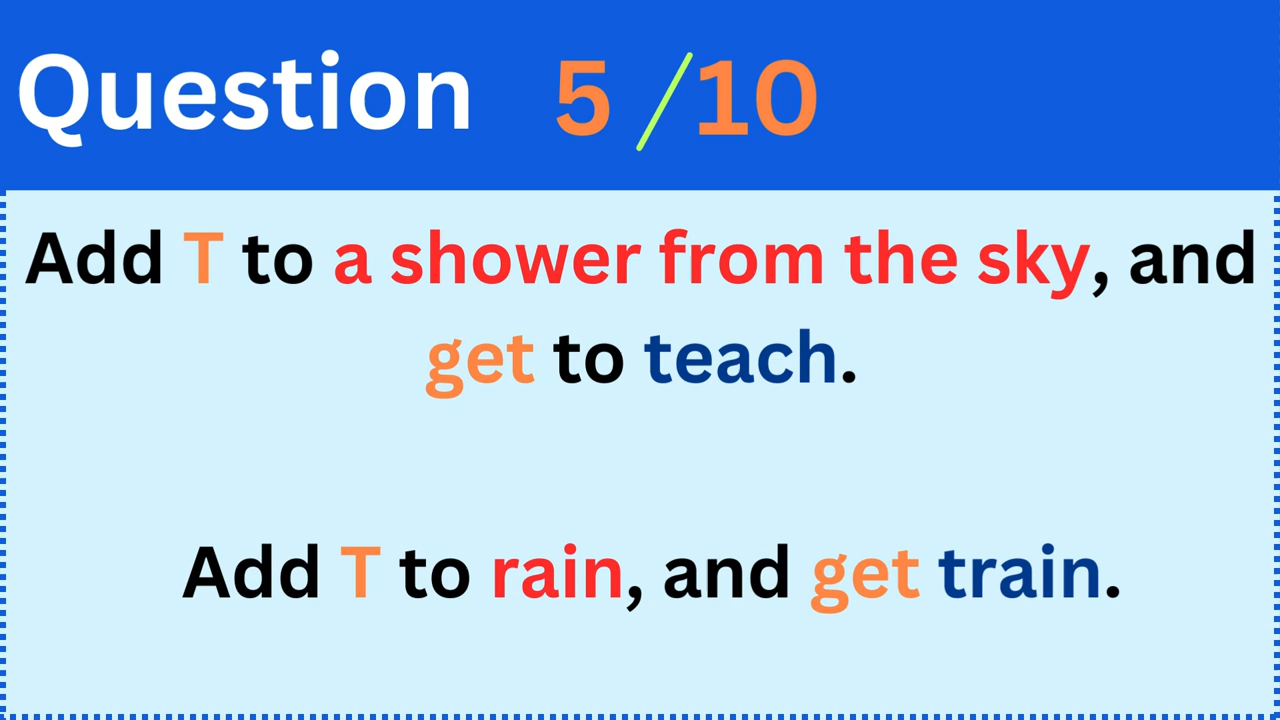 Question 5 /10
Add T to a shower from the sky, and
get to teach.
Add T to rain, and get train.